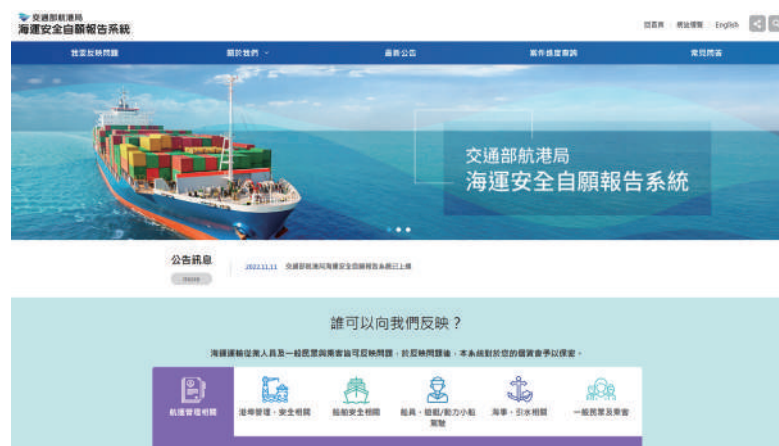 交通部航港局
海運安全自願報告系統
回首頁 網站導覽 English
我要反映問題 關於我們 最新公告 案件進度查詢 常見問答
交通部航港局
海運安全自願報告系統
公告訊息
more
2022.11.11 交通部航港局海運安全自願報告系統已上線
誰可以向我們反映？
海運運輸從業人員及一般民眾與乘客皆可反映問題，於反映問題後，本系統對於您的個資會予以保密。
航運管理相關 港埠管理、安全相關 船舶安全相關 船員、遊艇/動力小船駕駛 海事、引水相關 一般民眾及乘客